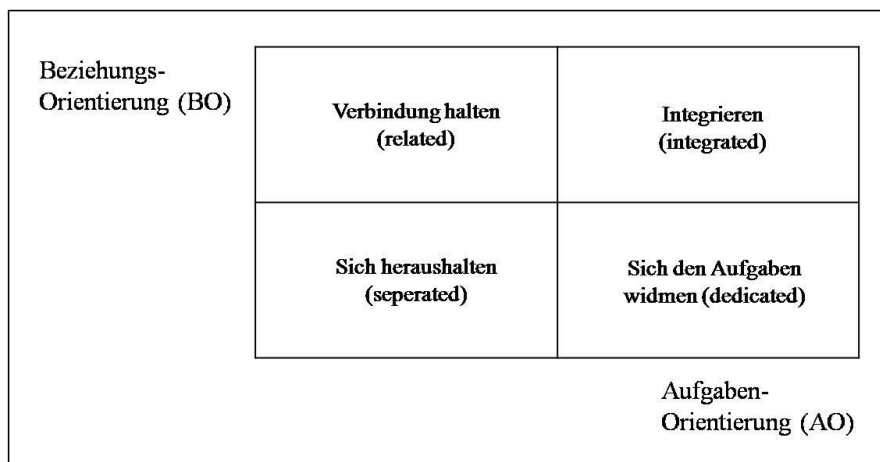 Beziehungs-
Orientierung (BO)
Verbindung halten
(related)
Integrieren
(integrated)
Sich heraushalten
(seperated)
Sich den Aufgaben
widmen (dedicated)
Aufgaben-
Orientierung (AO)